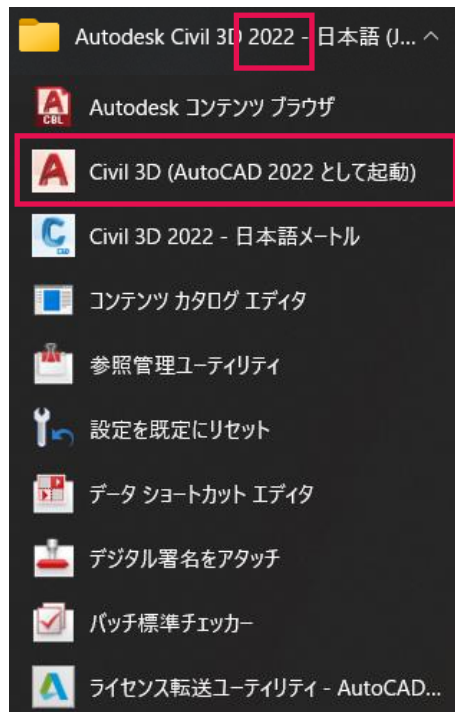 Autodesk Civil 3D 2022 - 日本語 (J...
Autodesk コンテンツ ブラウザ
Civil 3D (AutoCAD 2022 として起動)
Civil 3D 2022 - 日本語メートル
コンテンツ カタログ エディタ
参照管理ユーティリティ
設定を既定にリセット
データ ショートカット エディタ
デジタル署名をアタッチ
バッチ標準チェッカー
ライセンス転送ユーティリティ - AutoCAD...